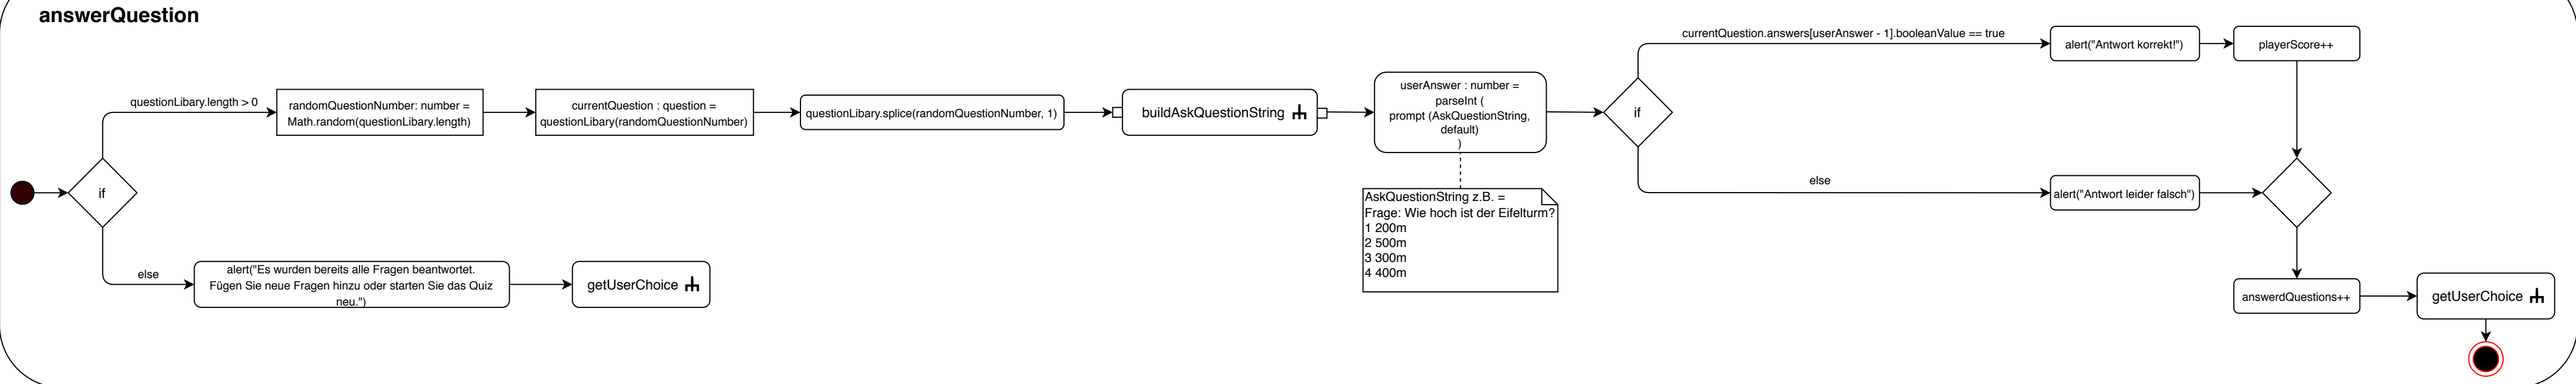 answerQuestion
if
questionLibary.length > 0
randomQuestionNumber: number =
Math.random(questionLibary.length)
currentQuestion : question =
questionLibary(randomQuestionNumber)
questionLibary.splice(randomQuestionNumber, 1)
buildAskQuestionString
userAnswer : number =
parseInt (
prompt (AskQuestionString,
default)
)
AskQuestionString z.B. =
Frage: Wie hoch ist der Eifelturm?
1 200m
2 500m
3 300m
4 400m
if
currentQuestion.answers[userAnswer - 1].booleanValue == true
alert("Antwort korrekt!")
playerScore++
else
alert("Antwort leider falsch")
answerdQuestions++
getUserChoice
else
alert("Es wurden bereits alle Fragen beantwortet.
Fügen Sie neue Fragen hinzu oder starten Sie das Quiz
neu.")
getUserChoice